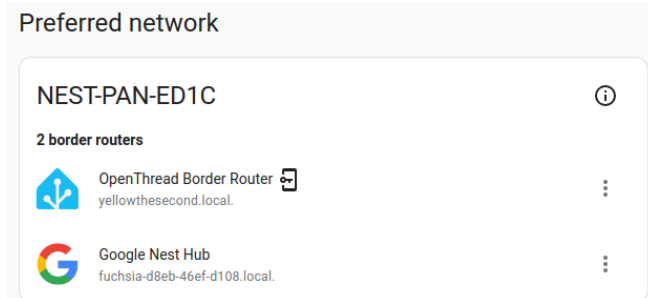 Preferred network
NEST-PAN-ED1C
2 border routers
OpenThread Border Router
yellowthesecond.local.
Google Nest Hub
fuchsia-d8eb-46ef-d108.local.